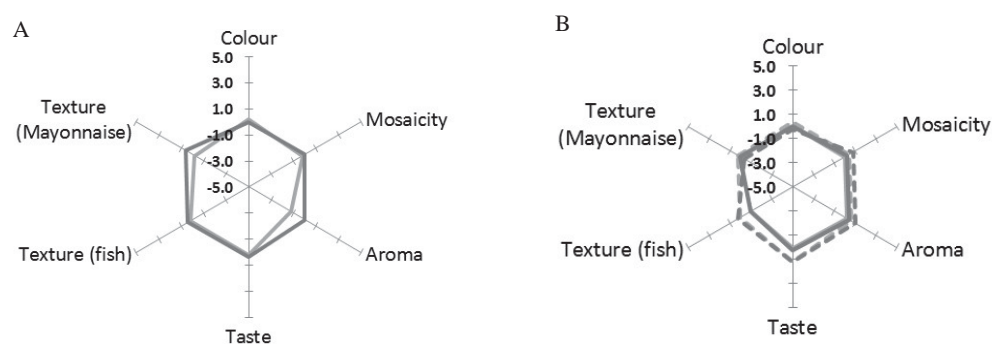 A
Colour
5.0
3.0
1.0
-1.0
-3.0
-5.0
Mosaicity
Aroma
Taste
Texture (fish)
Texture
(Mayonnaise)
B
Colour
5.0
3.0
1.0
-1.0
-3.0
-5.0
Mosaicity
Aroma
Taste
Texture (fish)
Texture
(Mayonnaise)